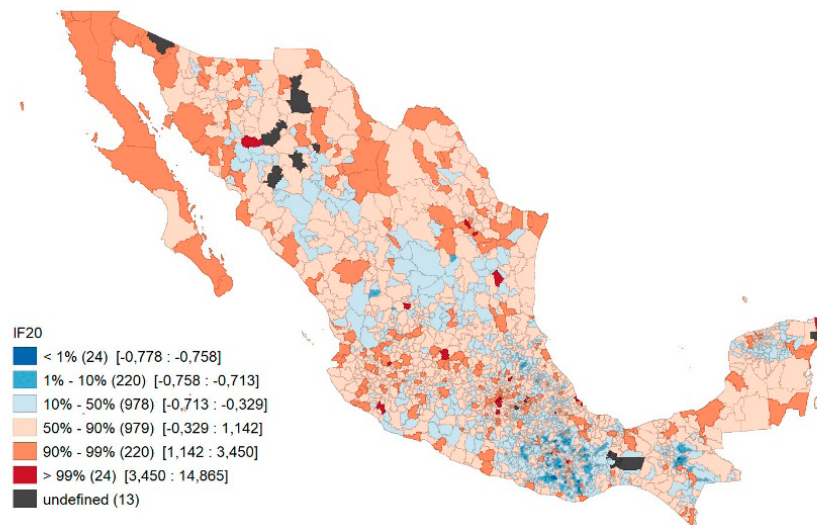 IF20
< 1% (24) [-0,778 : -0,758]
1% - 10% (220) [-0,758 : -0,713]
10% - 50% (978) [-0,713 : -0,329]
50% - 90% (979) [-0,329 : 1,142]
90% - 99% (220) [1,142 : 3,450]
> 99% (24) [3,450 : 14,865]
undefined (13)